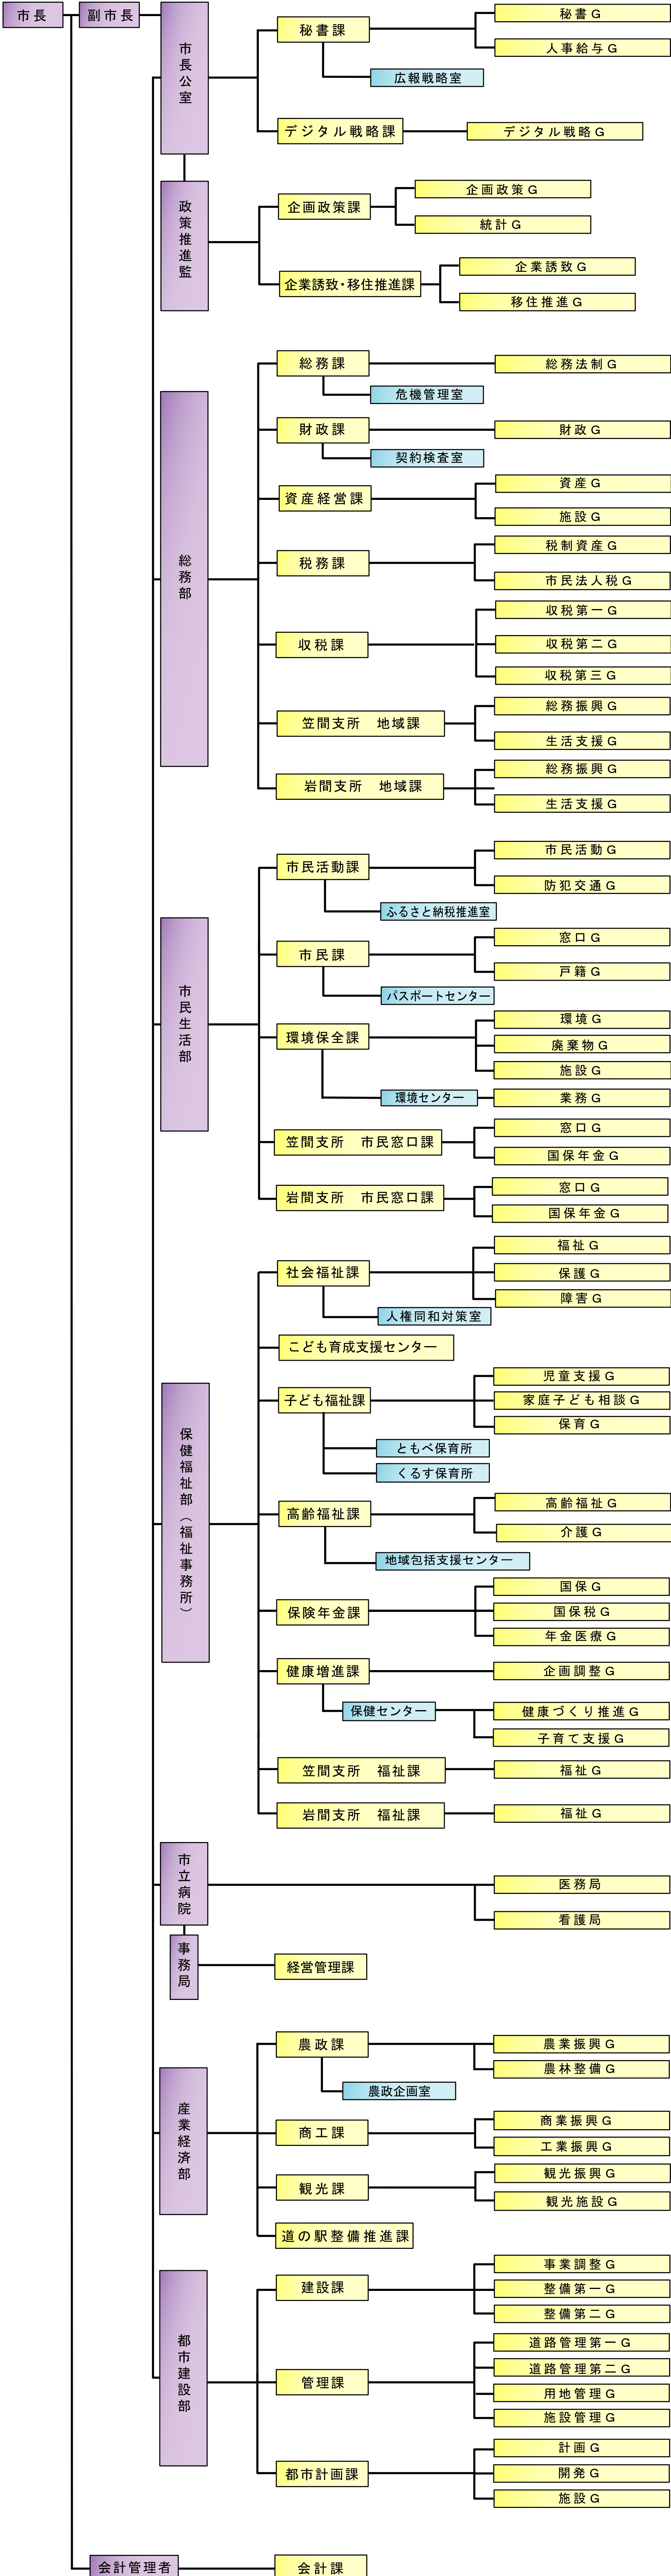 市長
副市長
市長公室
秘書課
秘書G
人事給与G
広報戦略室
デジタル戦略課
デジタル戦略G
政策推進監
企画政策課
企画政策G
統計G
企業誘致・移住推進課
企業誘致G
移住推進G
総務部
総務課
総務法制G
危機管理室
財政課
財政G
契約検査室
資産経営課
資産G
施設G
税務課
税制資産G
市民法人税G
収税課
収税第一G
収税第二G
収税第三G
笠間支所 地域課
総務振興G
生活支援G
岩間支所 地域課
総務振興G
生活支援G
市民生活部
市民活動課
市民活動G
防犯交通G
ふるさと納税推進室
市民課
窓口G
戸籍G
パスポートセンター
環境保全課
環境G
廃棄物G
施設G
環境センター
業務G
笠間支所 市民窓口課
窓口G
国保年金G
岩間支所 市民窓口課
窓口G
国保年金G
保健福祉部(福祉事務所)
社会福祉課
福祉G
保護G
障害G
人権同和対策室
こども育成支援センター
子ども福祉課
児童支援G
家庭子ども相談G
保育G
ともべ保育所
くるす保育所
高齢福祉課
高齢福祉G
介護G
地域包括支援センター
保険年金課
国保G
国保税G
年金医療G
健康増進課
企画調整G
保健センター
健康づくり推進G
子育て支援G
笠間支所 福祉課
福祉G
岩間支所 福祉課
福祉G
市立病院
医務局
看護局
事務局
経営管理課
産業経済部
農政課
農業振興G
農林整備G
農政企画室
商工課
商業振興G
工業振興G
観光課
観光振興G
観光施設G
道の駅整備推進課
都市建設部
建設課
事業調整G
整備第一G
整備第二G
管理課
道路管理第一G
道路管理第二G
用地管理G
施設管理G
都市計画課
計画G
開発G
施設G
会計管理者
会計課